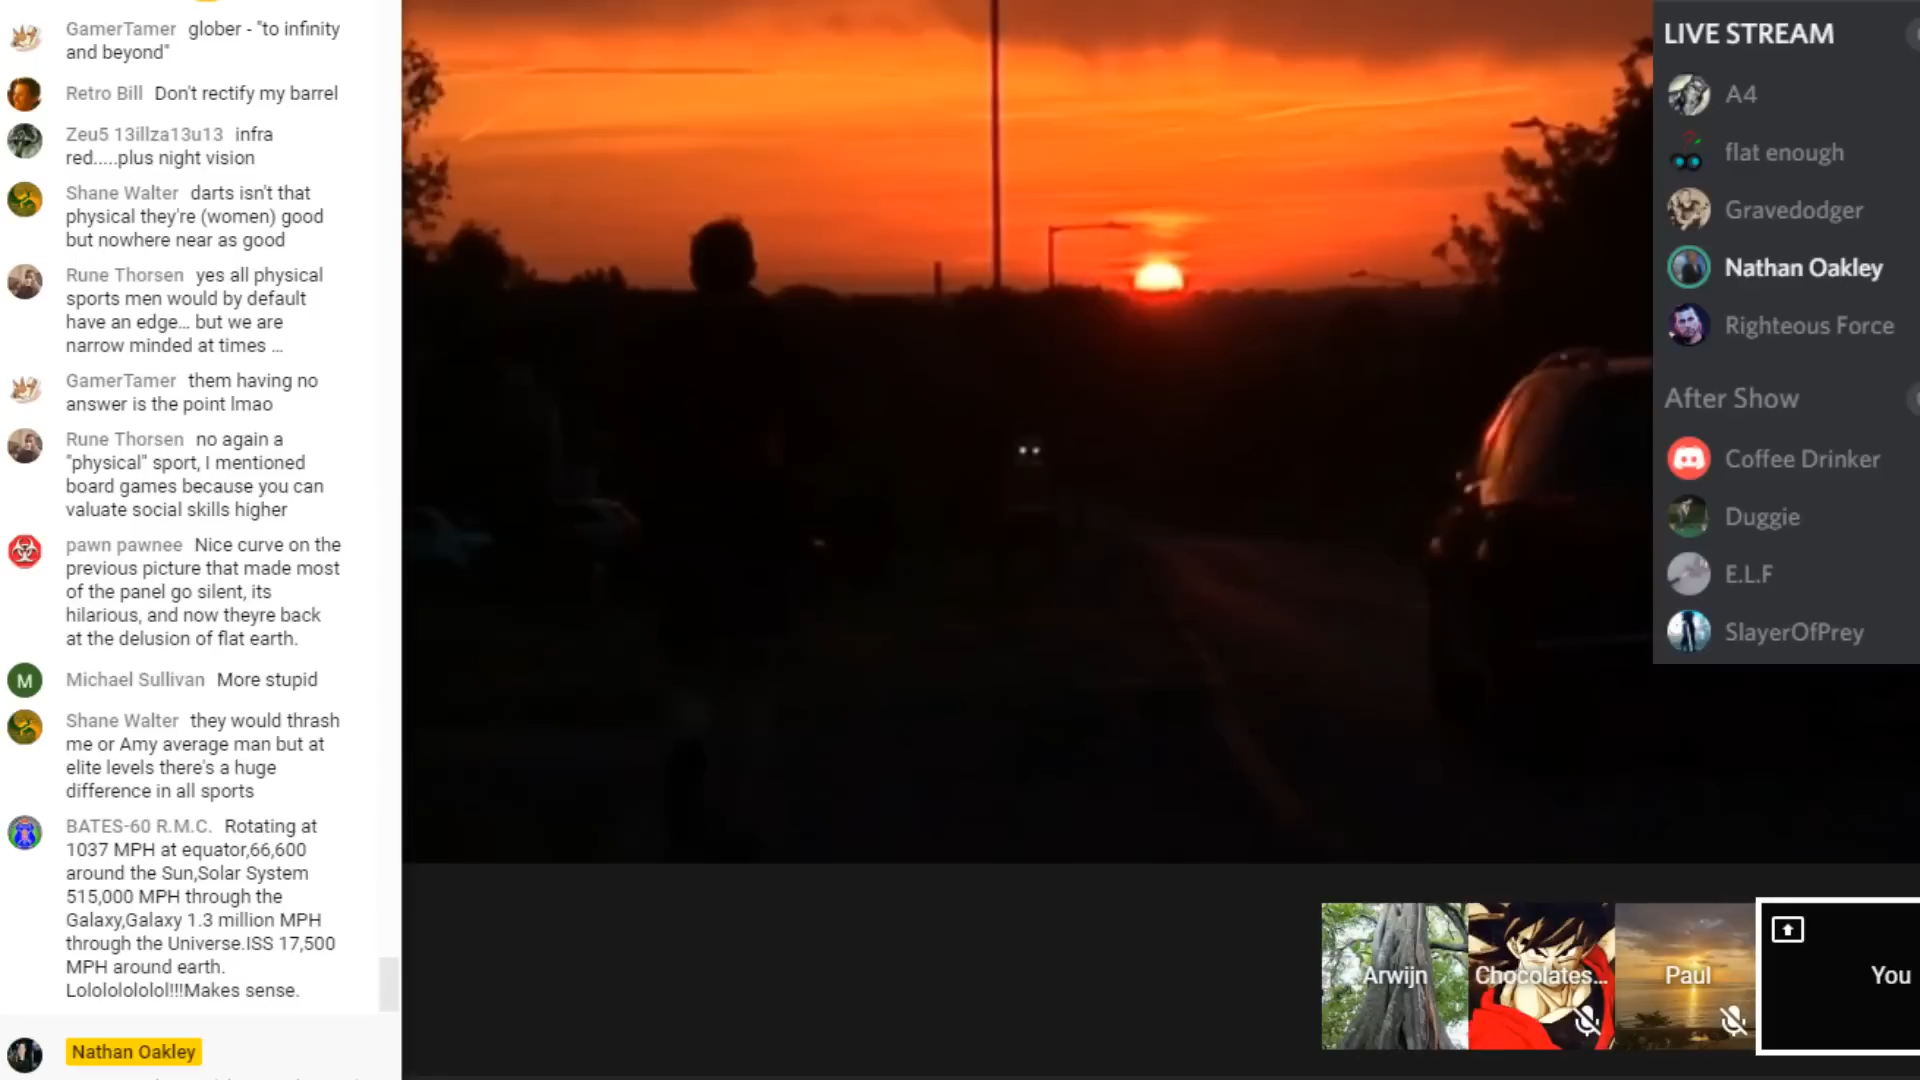 GamerTamer glober - "to infinity
and beyond"
Retro Bill Don't rectify my barrel
Zeu5 13illza13u13 infra
red.....plus night vision
Shane Walter darts isn't that
physical they're (women) good
but nowhere near as good
Rune Thorsen yes all physical
sports men would by default
have an edge... but we are
narrow minded at times ...
GamerTamer them having no
answer is the point lmao
Rune Thorsen no again a
"physical" sport, I mentioned
board games because you can
valuate social skills higher
pawn pawnee Nice curve on the
previous picture that made most
of the panel go silent, its
hilarious, and now theyre back
at the delusion of flat earth.
M
Michael Sullivan More stupid
Shane Walter they would thrash
me or Amy average man but at
elite levels there's a huge
difference in all sports
BATES-60 R.M.C. Rotating at
1037 MPH at equator,66,600
around the Sun,Solar System
515,000 MPH through the
Galaxy,Galaxy 1.3 million MPH
through the Universe.ISS 17,500
MPH around earth.
Lolololololol!!!Makes sense.
Nathan Oakley
LIVE STREAM
A4
flat enough
Gravedodger
Nathan Oakley
Righteous Force
After Show
Coffee Drinker
Duggie
E.L.F
SlayerOfPrey
Arwijn
Chocolates...
Paul
You